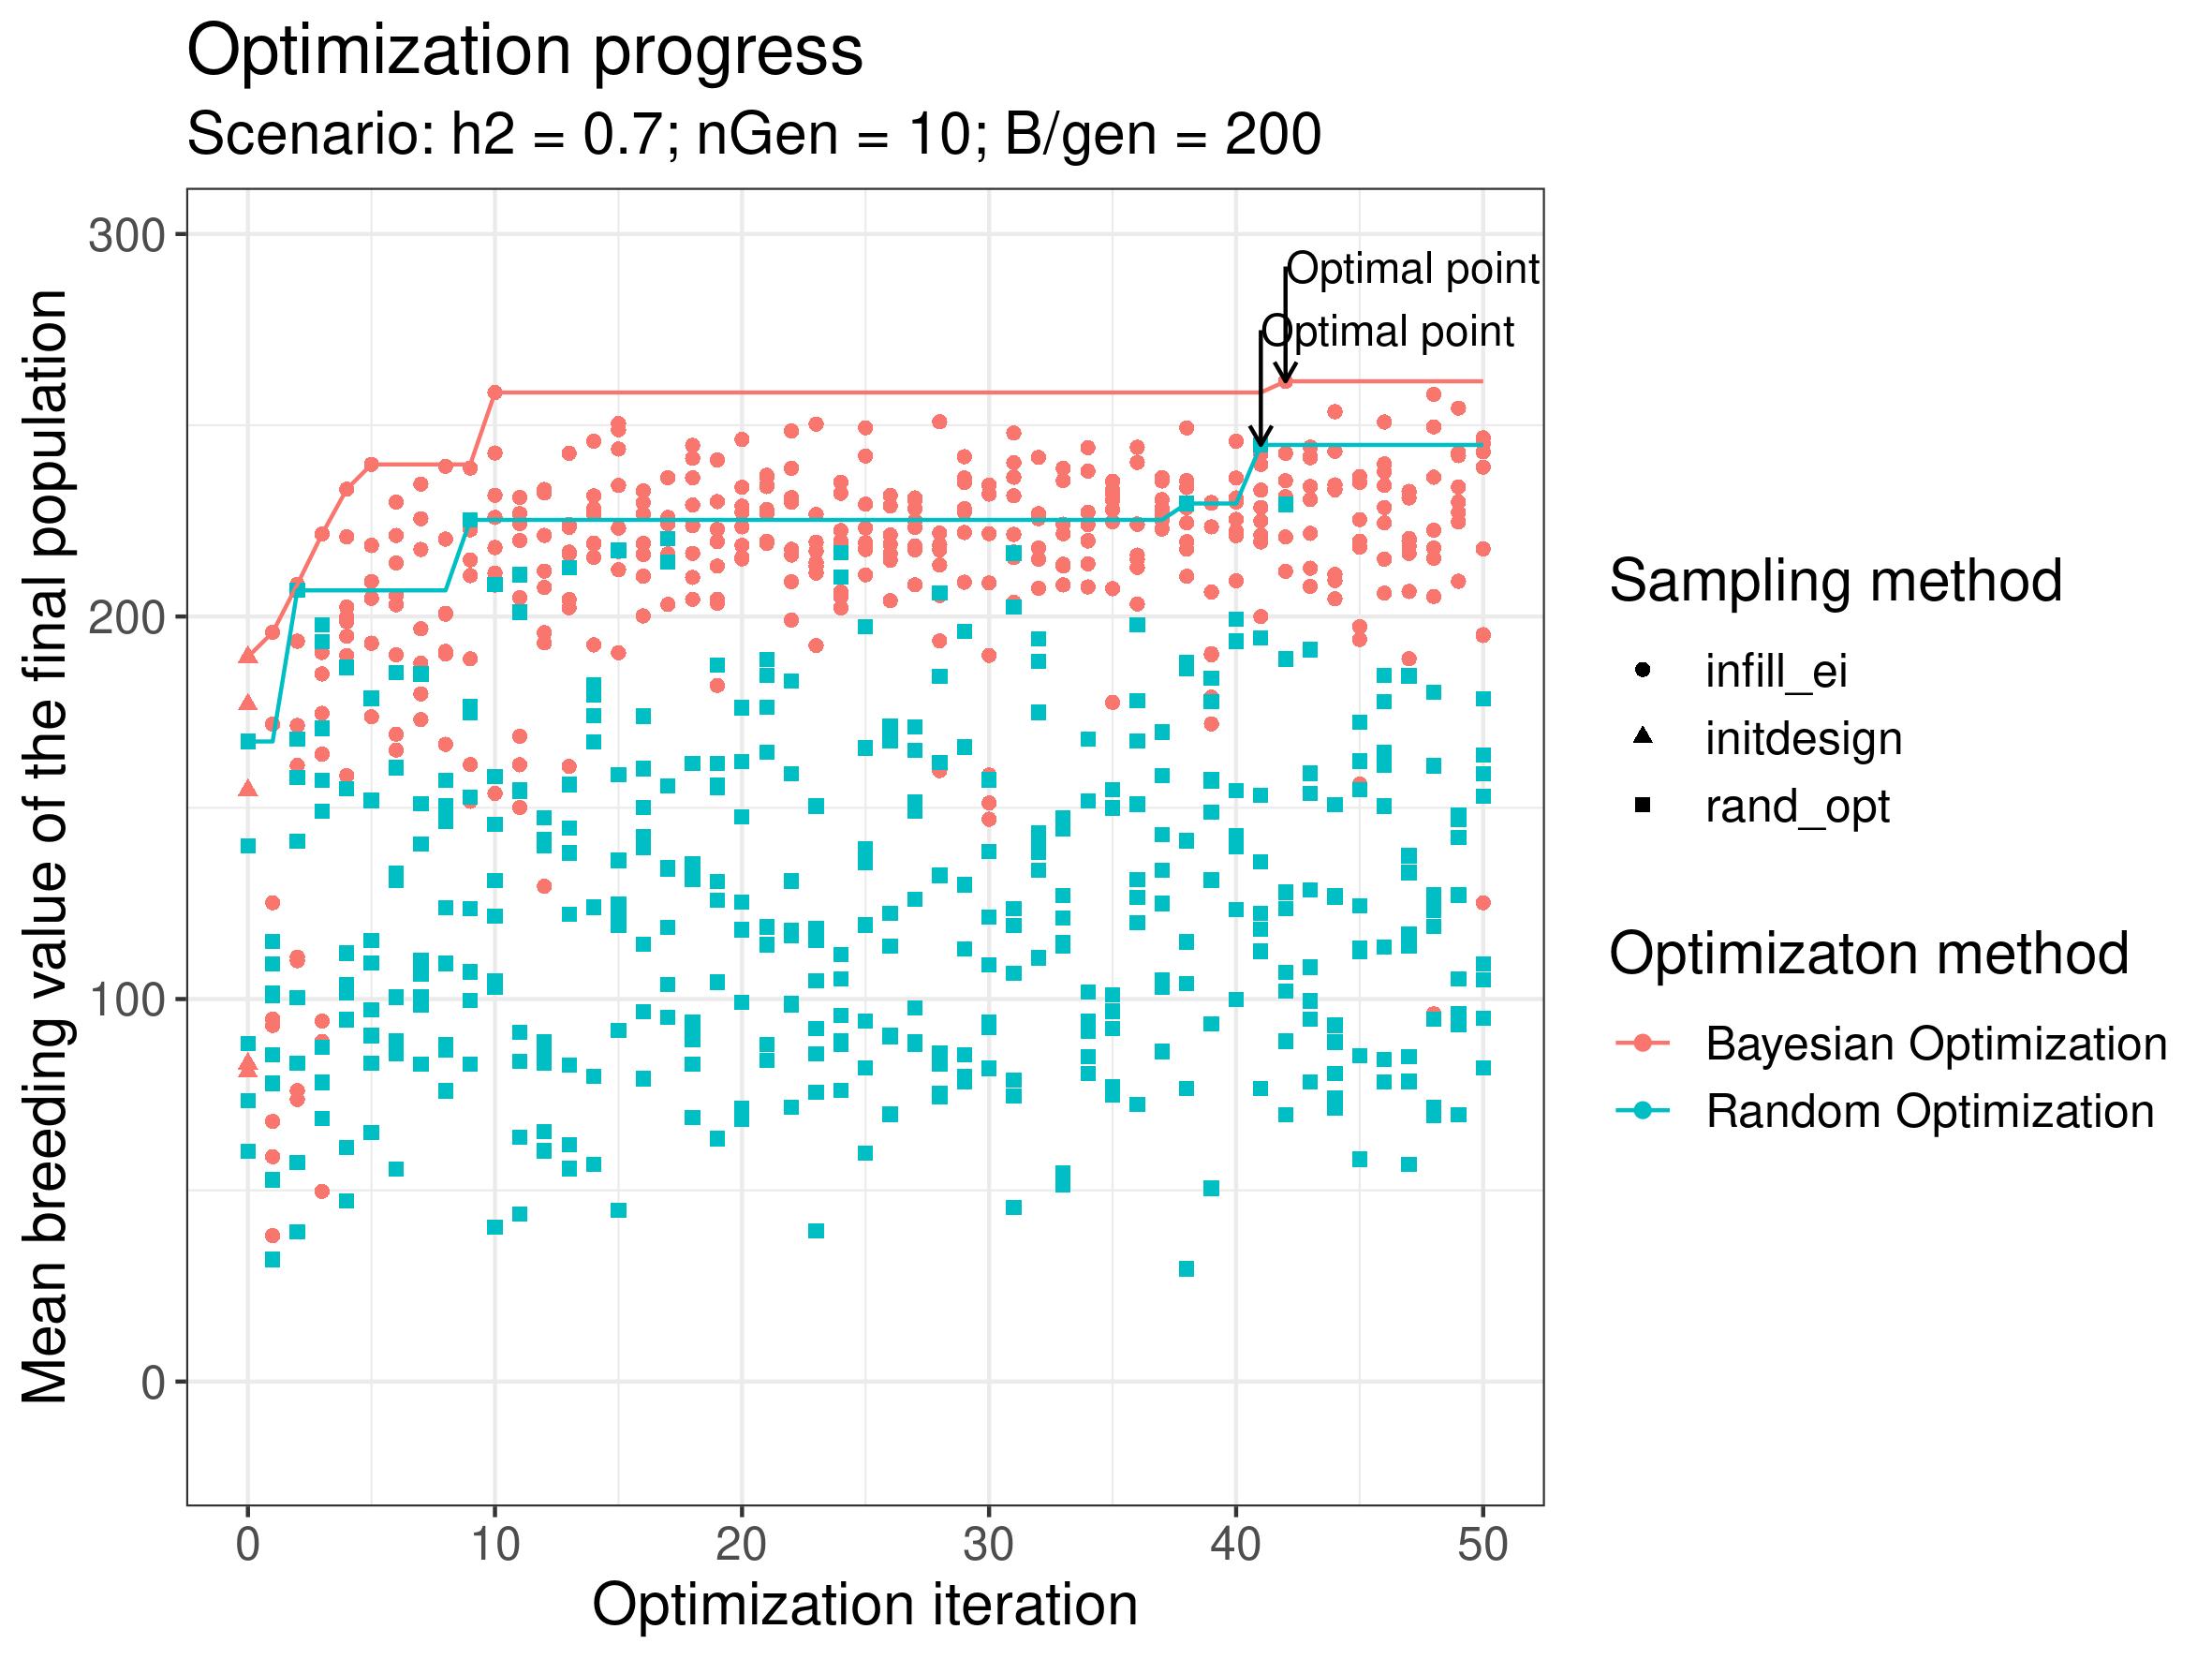 Optimization progress
Scenario: h2 = 0.7; nGen = 10; B/gen = 200
Mean breeding value of the final population
300
200
100
0
Optimal point
Optimal point
0 10 20 30 40 50
Optimization iteration
Sampling method
infill_ei
initdesign
rand_opt
Optimizaton method
Bayesian Optimization
Random Optimization